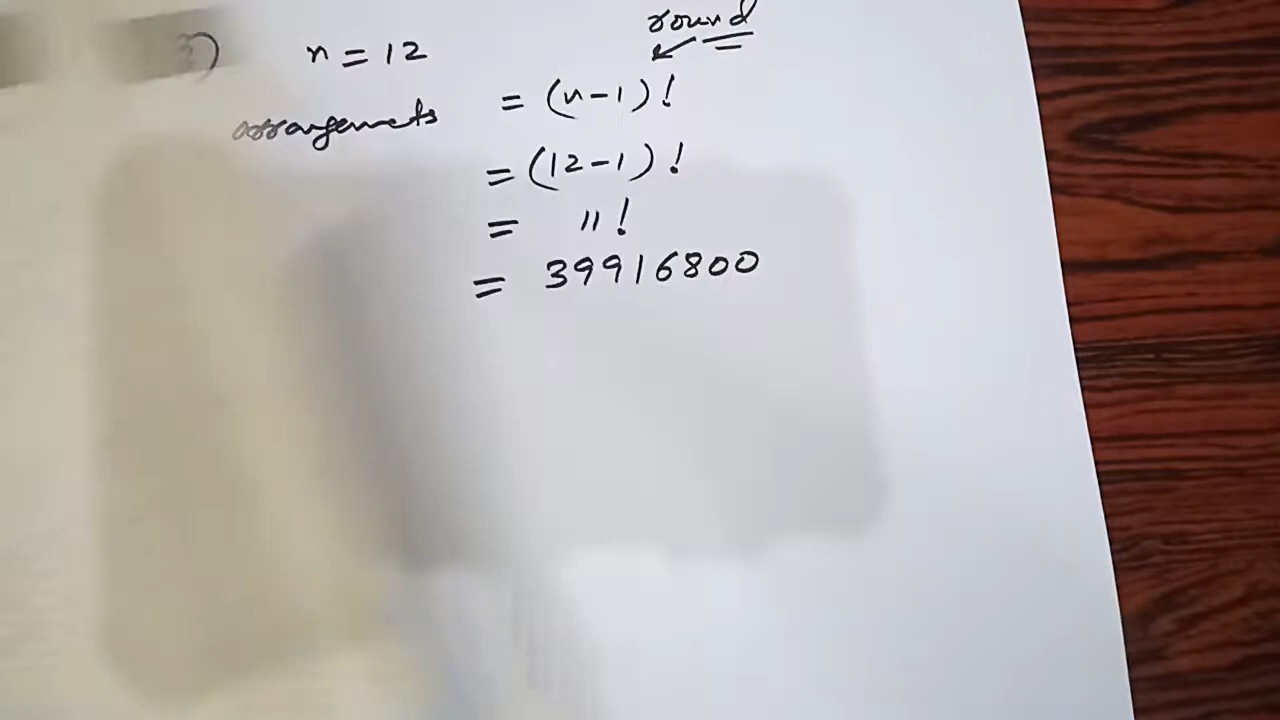 round
3) n = 12
arrangements = (n-1)!
= (12-1)!
= 11!
= 39916800